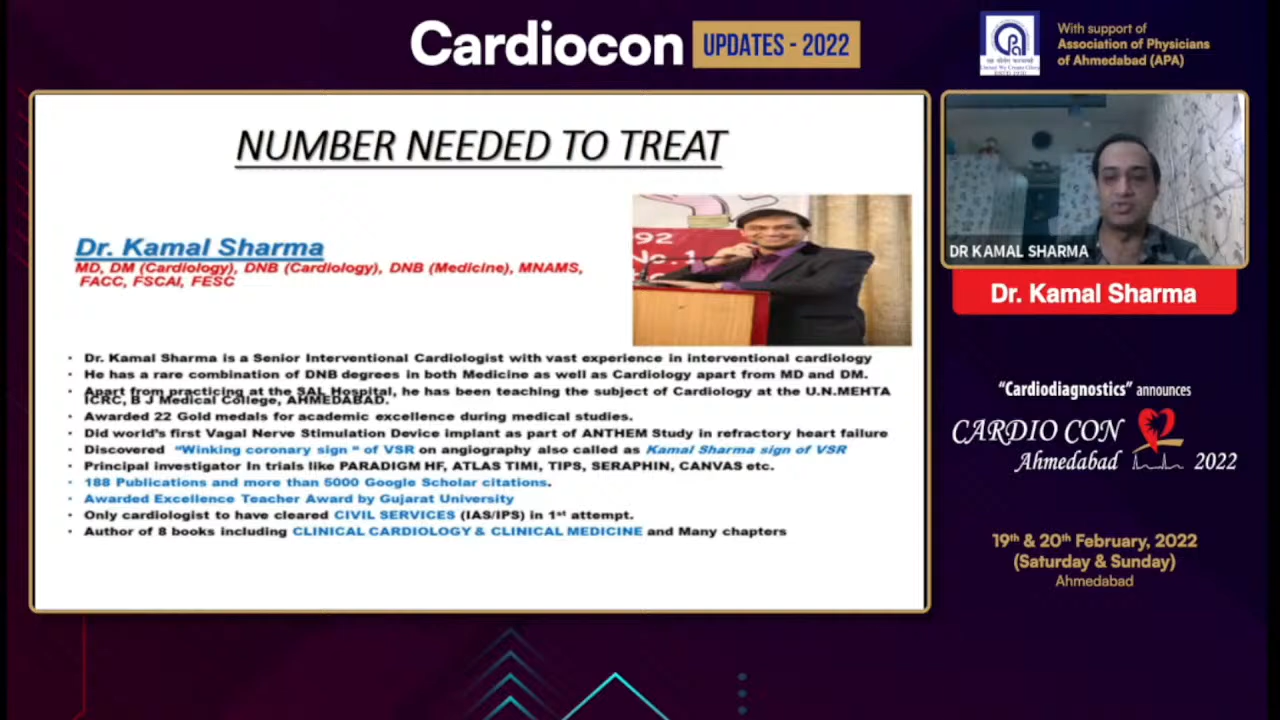 Cardiocon
UPDATES - 2022
With support of
Association of Physicians
of Ahmedabad (APA)
NUMBER NEEDED TO TREAT
Dr. Kamal Sharma
MD, DM (Cardiology), DNB (Cardiology), DNB (Medicine), MNAMS,
FACC, FSCAI, FESC
92
No. 1
• Dr. Kamal Sharma is a Senior Interventional Cardiologist with vast experience in interventional cardiology
• He has a rare combination of DNB degrees in both Medicine as well as Cardiology apart from MD and DM.
• Apart from practicing at the SAL Hospital, he has been teaching the subject of Cardiology at the U.N.MEHTA
ICRC, B J Medical College, AHMEDABAD.
• Awarded 22 Gold medals for academic excellence during medical studies.
• Did world's first Vagal Nerve Stimulation Device implant as part of ANTHEM Study in refractory heart failure
• Discovered "Winking coronary sign " of VSR on angiography also called as Kamal Sharma sign of VSR
• Principal investigator In trials like PARADIGM HF, ATLAS TIMI, TIPS, SERAPHIN, CANVAS etc.
• 188 Publications and more than 5000 Google Scholar citations.
• Awarded Excellence Teacher Award by Gujarat University
• Only cardiologist to have cleared CIVIL SERVICES (IAS/IPS) in 1st attempt.
• Author of 8 books including CLINICAL CARDIOLOGY & CLINICAL MEDICINE and Many chapters
DR KAMAL SHARMA
Dr. Kamal Sharma
"Cardiodiagnostics" announces
CARDIO CON
Ahmedabad 2022
19th & 20th February, 2022
(Saturday & Sunday)
Ahmedabad